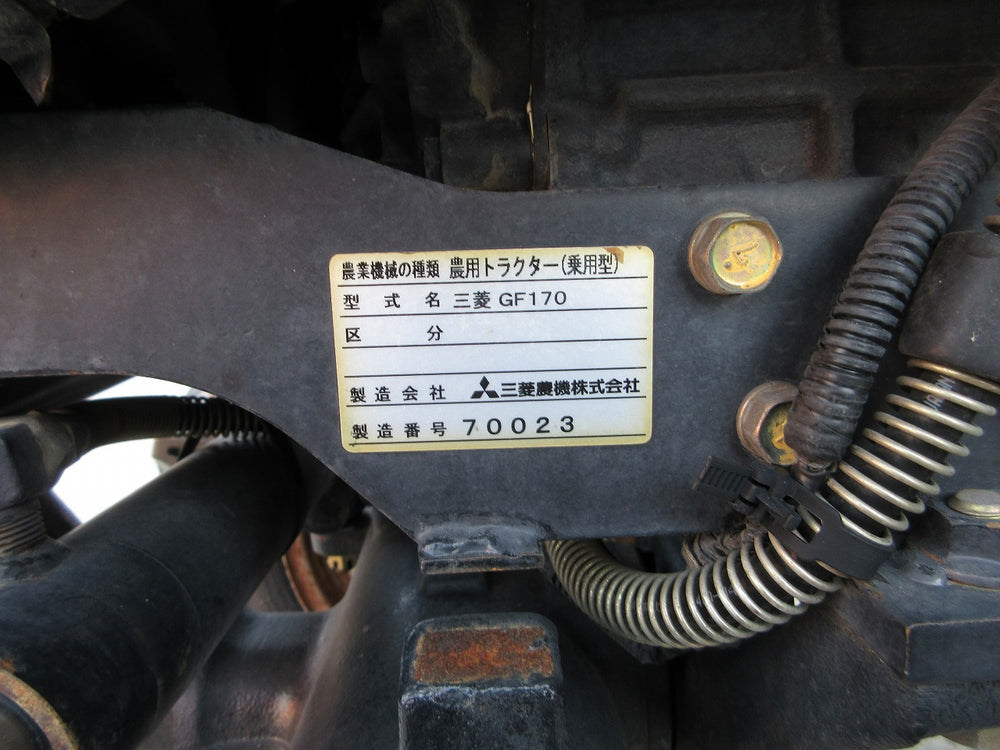 農業機械の種類 農用トラクター(乗用型)
型式名 三菱 GF170
区分
製造会社 三菱農機株式会社
製造番号 70023